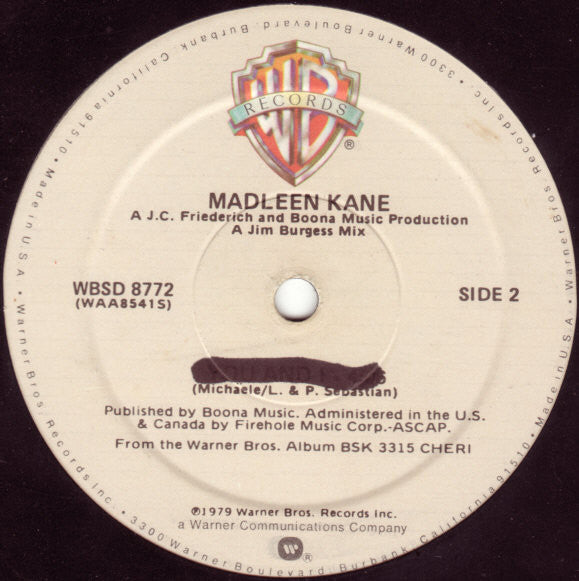 3300 Warner Boulevard, Burbank, California 91510 • Made in U.S.A. • Warner Bros. Records Inc. • 3300 Warner Boulevard, Burbank, California 91510 • Made in U.S.A. • Warner Bros. Records Inc. •
WB
RECORDS
®
MADLEEN KANE
A J.C. Friederich and Boona Music Production
A Jim Burgess Mix
WBSD 8772
(WAA8541S)
SIDE 2
YOU AND I
(Michaele/L. & P. Sebastian)
Published by Boona Music. Administered in the U.S.
& Canada by Firehole Music Corp.-ASCAP.
From the Warner Bros. Album BSK 3315 CHERI
℗1979 Warner Bros. Records Inc.
a Warner Communications Company
®